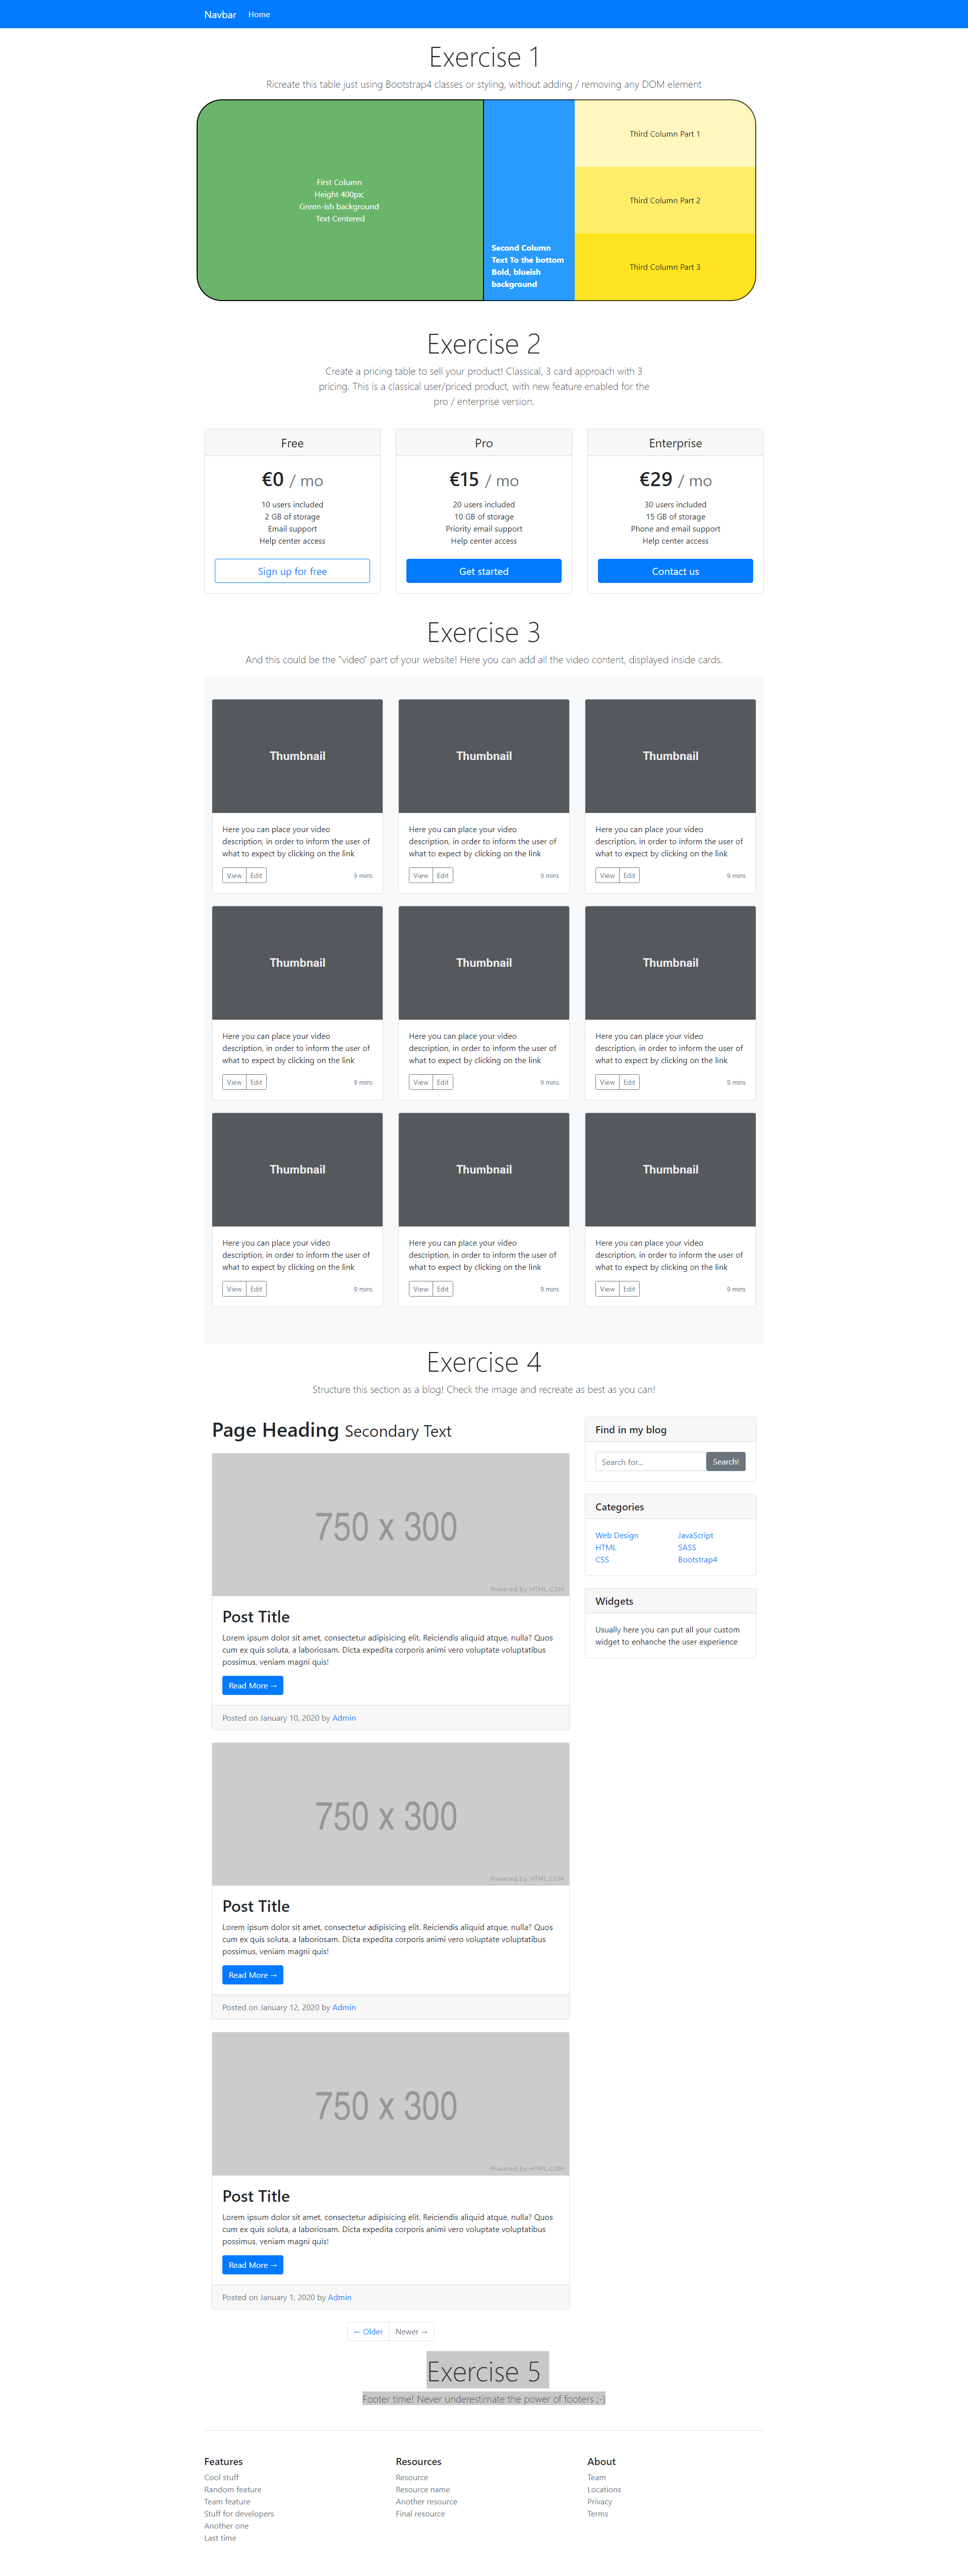 Navbar Home
Exercise 1
Ricreate this table just using Bootstrap4 classes or styling, without adding / removing any DOM element
First Column
Height 400px;
Green-ish background
Text Centered
Second Column
Text To the bottom
Bold, blueish
background
Third Column Part 1
Third Column Part 2
Third Column Part 3
Exercise 2
Create a pricing table to sell your product! Classical, 3 card approach with 3
pricing. This is a classical user/priced product, with new feature enabled for the
pro / enterprise version.
Free
€0 / mo
10 users included
2 GB of storage
Email support
Help center access
Sign up for free
Pro
€15 / mo
20 users included
10 GB of storage
Priority email support
Help center access
Get started
Enterprise
€29 / mo
30 users included
15 GB of storage
Phone and email support
Help center access
Contact us
Exercise 3
And this could be the "video" part of your website! Here you can add all the video content, displayed inside cards.
Thumbnail
Here you can place your video
description, in order to inform the user of
what to expect by clicking on the link
View Edit 9 mins
Thumbnail
Here you can place your video
description, in order to inform the user of
what to expect by clicking on the link
View Edit 9 mins
Thumbnail
Here you can place your video
description, in order to inform the user of
what to expect by clicking on the link
View Edit 9 mins
Thumbnail
Here you can place your video
description, in order to inform the user of
what to expect by clicking on the link
View Edit 9 mins
Thumbnail
Here you can place your video
description, in order to inform the user of
what to expect by clicking on the link
View Edit 9 mins
Thumbnail
Here you can place your video
description, in order to inform the user of
what to expect by clicking on the link
View Edit 9 mins
Thumbnail
Here you can place your video
description, in order to inform the user of
what to expect by clicking on the link
View Edit 9 mins
Thumbnail
Here you can place your video
description, in order to inform the user of
what to expect by clicking on the link
View Edit 9 mins
Thumbnail
Here you can place your video
description, in order to inform the user of
what to expect by clicking on the link
View Edit 9 mins
Exercise 4
Structure this section as a blog! Check the image and recreate as best as you can!
Page Heading Secondary Text
750 x 300
Powered by HTML.COM
Post Title
Lorem ipsum dolor sit amet, consectetur adipisicing elit. Reiciendis aliquid atque, nulla? Quos
cum ex quis soluta, a laboriosam. Dicta expedita corporis animi vero voluptate voluptatibus
possimus, veniam magni quis!
Read More →
Posted on January 10, 2020 by Admin
750 x 300
Powered by HTML.COM
Post Title
Lorem ipsum dolor sit amet, consectetur adipisicing elit. Reiciendis aliquid atque, nulla? Quos
cum ex quis soluta, a laboriosam. Dicta expedita corporis animi vero voluptate voluptatibus
possimus, veniam magni quis!
Read More →
Posted on January 12, 2020 by Admin
750 x 300
Powered by HTML.COM
Post Title
Lorem ipsum dolor sit amet, consectetur adipisicing elit. Reiciendis aliquid atque, nulla? Quos
cum ex quis soluta, a laboriosam. Dicta expedita corporis animi vero voluptate voluptatibus
possimus, veniam magni quis!
Read More →
Posted on January 1, 2020 by Admin
← Older Newer →
Find in my blog
Search for... Search!
Categories
Web Design JavaScript
HTML SASS
CSS Bootstrap4
Widgets
Usually here you can put all your custom
widget to enhanche the user experience
Exercise 5
Footer time! Never underestimate the power of footers ;-)
Features
Cool stuff
Random feature
Team feature
Stuff for developers
Another one
Last time
Resources
Resource
Resource name
Another resource
Final resource
About
Team
Locations
Privacy
Terms